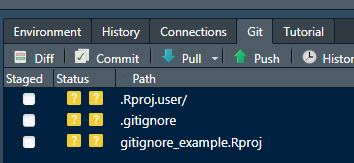 Environment History Connections Git Tutorial
Diff Commit Pull Push Histor
Staged Status Path
? ? .Rproj.user/
? ? .gitignore
? ? gitignore_example.Rproj